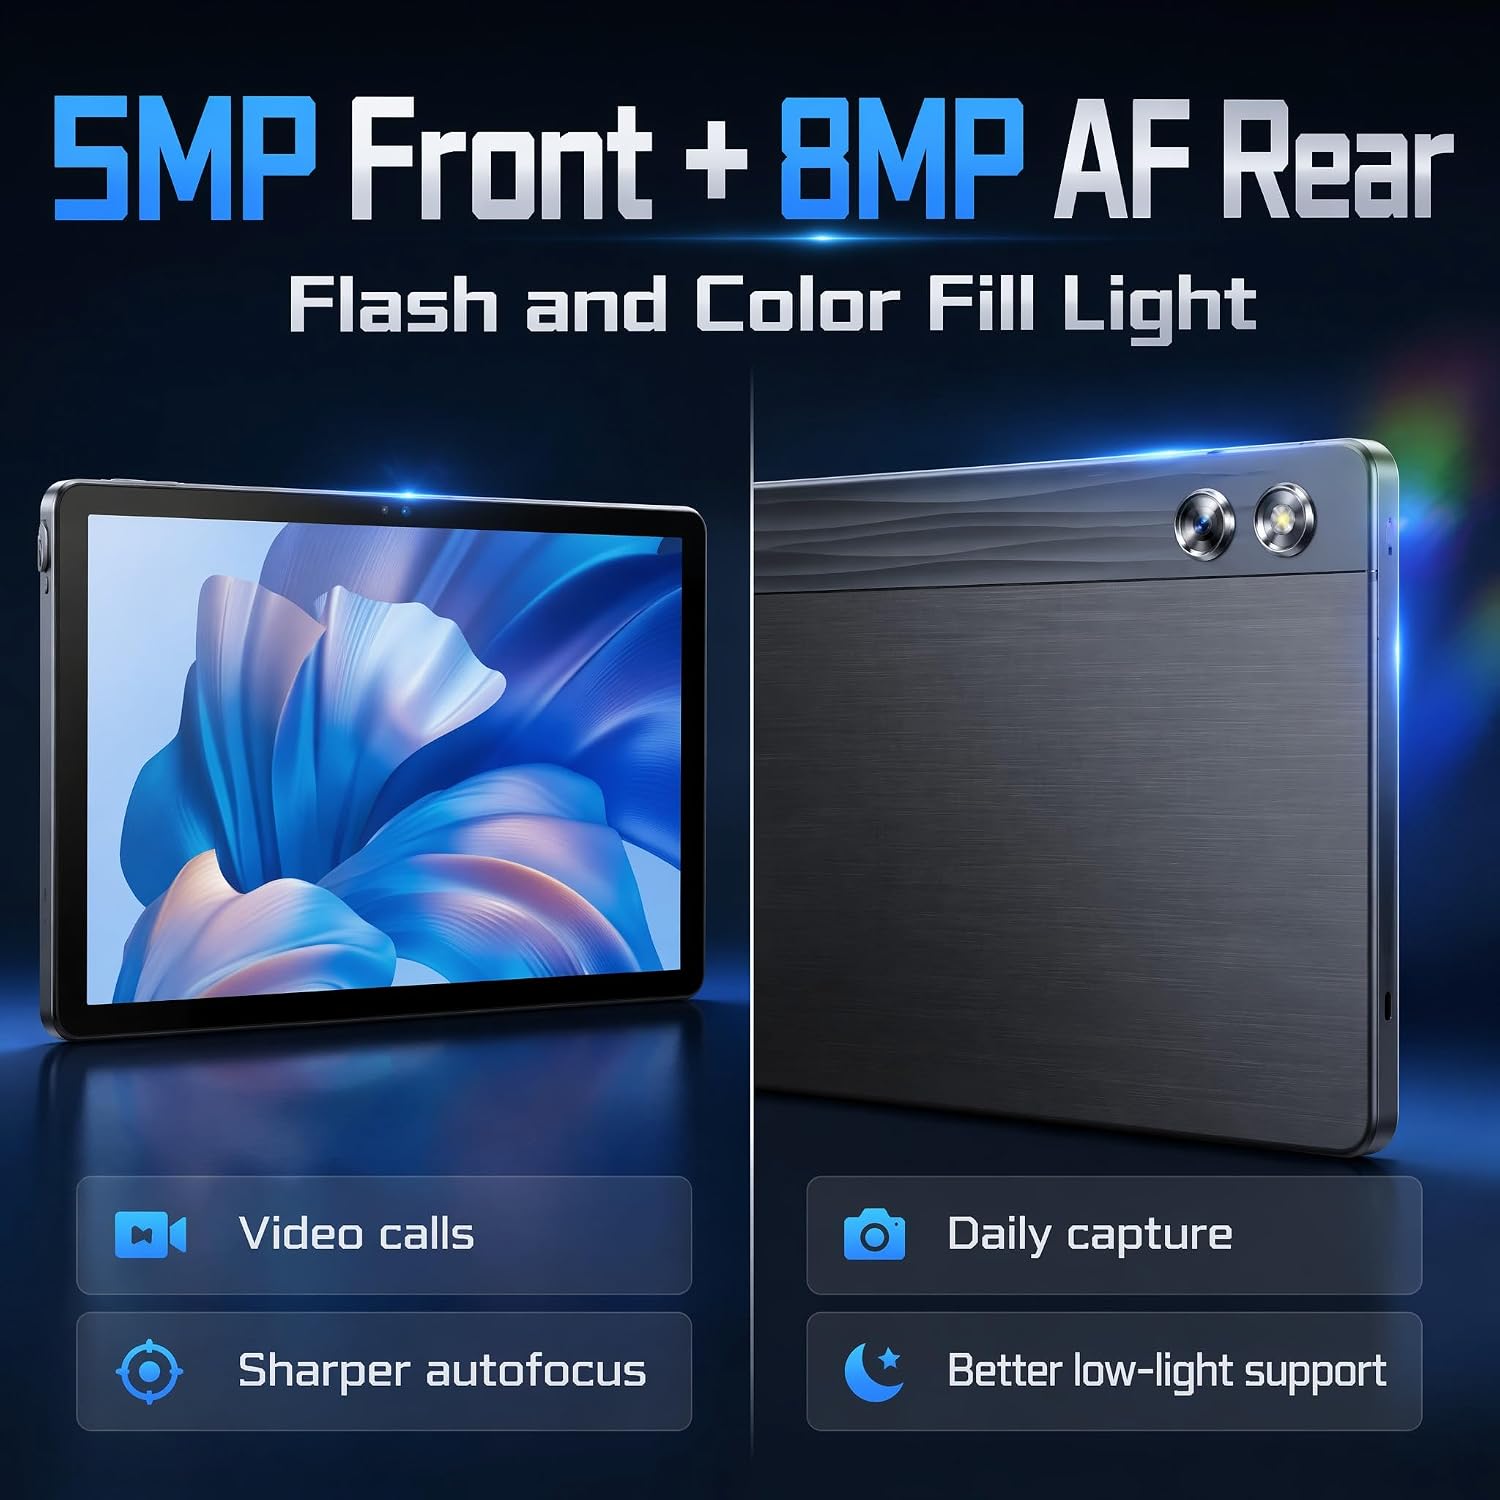 5MP Front + 8MP AF Rear
Flash and Color Fill Light
Video calls
Sharper autofocus
Daily capture
Better low-light support